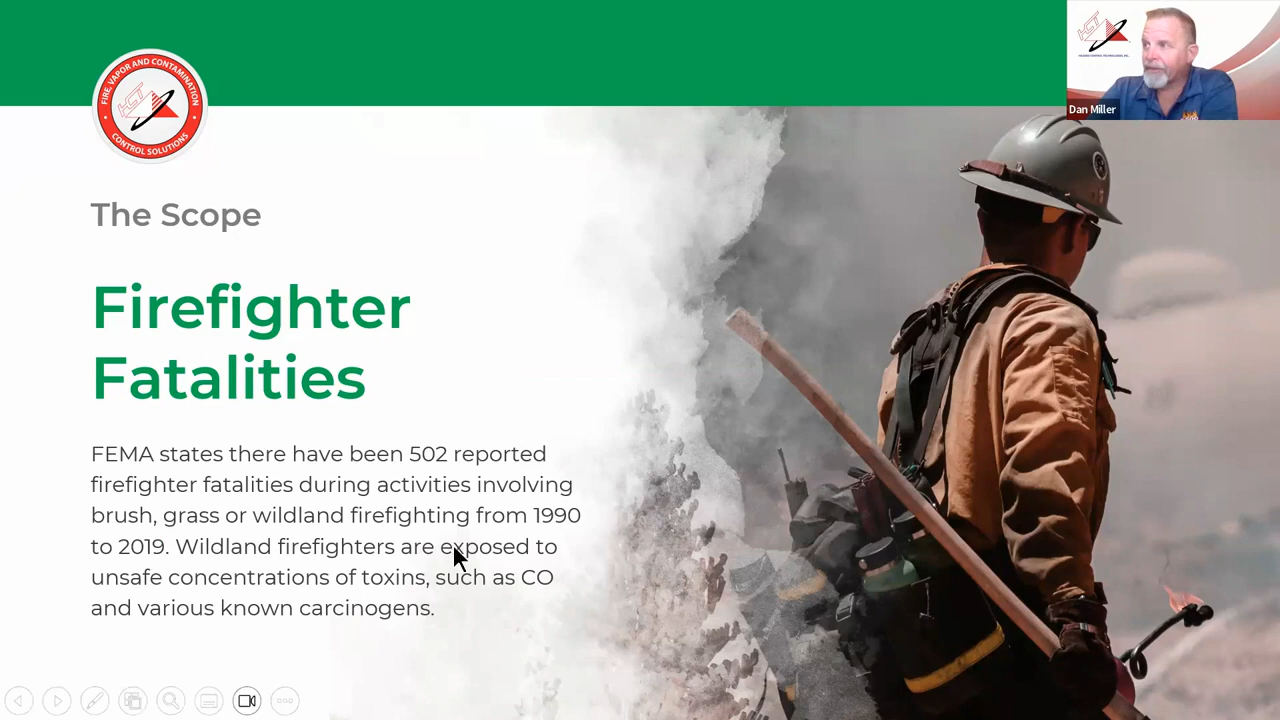 FIRE, VAPOR AND CONTAMINATION
HCT
CONTROL SOLUTIONS
Dan Miller
The Scope
Firefighter
Fatalities
FEMA states there have been 502 reported
firefighter fatalities during activities involving
brush, grass or wildland firefighting from 1990
to 2019. Wildland firefighters are exposed to
unsafe concentrations of toxins, such as CO
and various known carcinogens.